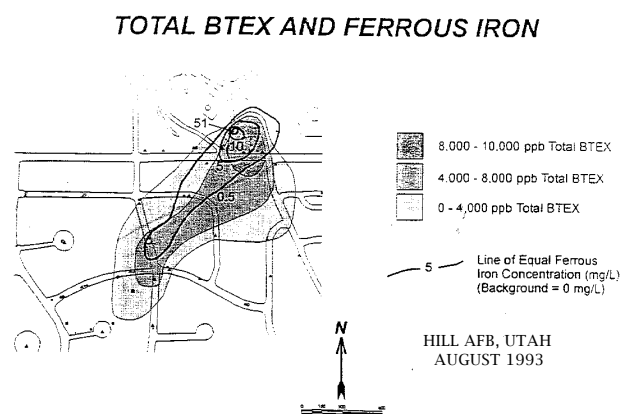 TOTAL BTEX AND FERROUS IRON
51
10
5
0.5
8.000 - 10.000 ppb Total BTEX
4.000 - 8,000 ppb Total BTEX
0 - 4,000 ppb Total BTEX
5
Line of Equal Ferrous
Iron Concentration (mg/L)
(Background = 0 mg/L)
N
HILL AFB, UTAH
AUGUST 1993